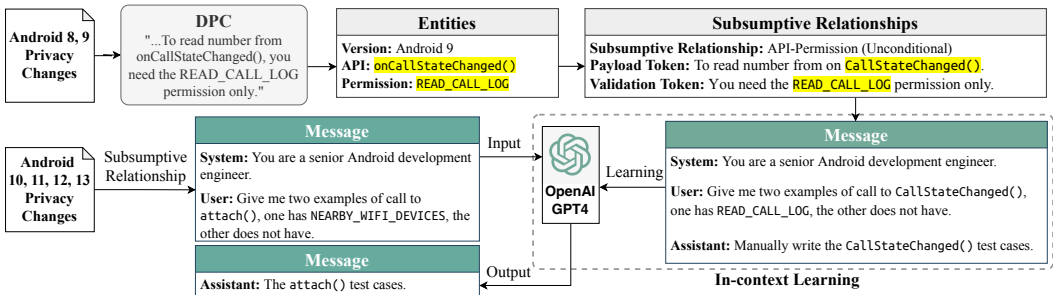 Android 8, 9
Privacy
Changes
DPC
"...To read number from
onCallStateChanged(), you
need the READ_CALL_LOG
permission only."
Entities
Version: Android 9
API: onCallStateChanged()
Permission: READ_CALL_LOG
Subsumptive Relationships
Subsumptive Relationship: API-Permission (Unconditional)
Payload Token: To read number from on CallStateChanged().
Validation Token: You need the READ_CALL_LOG permission only.
Android
10, 11, 12, 13
Privacy
Changes
Subsumptive
Relationship
Message
System: You are a senior Android development
engineer.
User: Give me two examples of call to
attach(), one has NEARBY_WIFI_DEVICES, the
other does not have.
Input
OpenAI
GPT4
Learning
Message
System: You are a senior Android development engineer.
User: Give me two examples of call to CallStateChanged(),
one has READ_CALL_LOG, the other does not have.
Assistant: Manually write the CallStateChanged() test cases.
Message
Assistant: The attach() test cases.
Output
In-context Learning